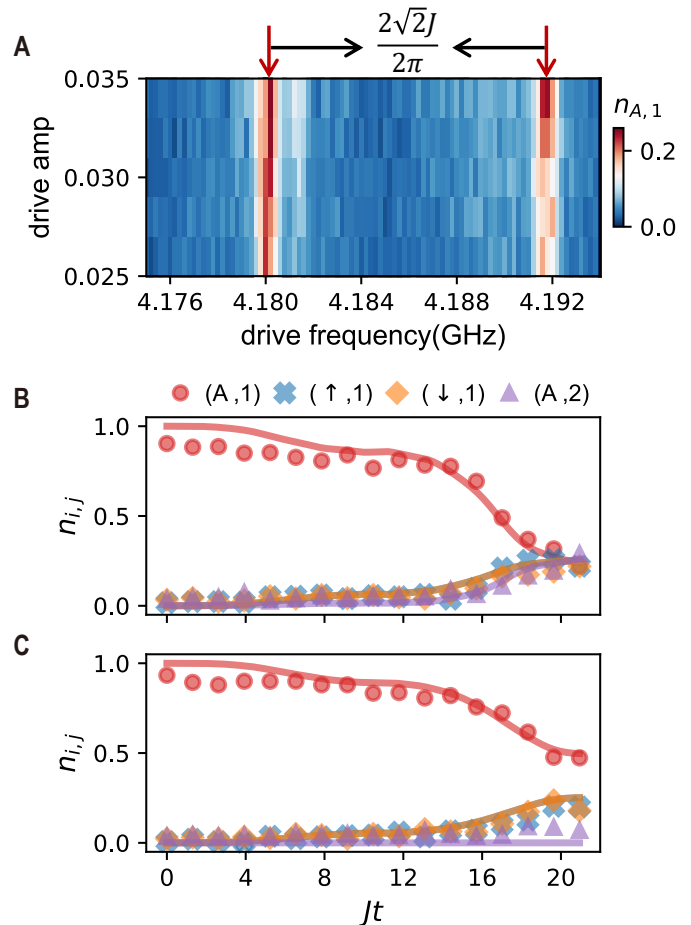 A
2√2J
2π
n_{A, 1}
0.2
0.0
0.035
0.030
0.025
drive amp
4.176 4.180 4.184 4.188 4.192
drive frequency(GHz)
B
(A ,1) (↑,1) (↓,1) (A,2)
1.0
0.5
0.0
n_{i,j}
C
1.0
0.5
0.0
n_{i,j}
0 4 8 12 16 20
Jt